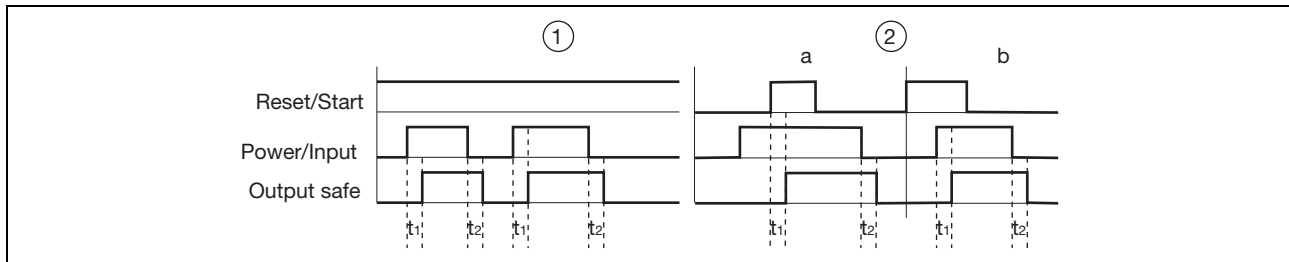 ① ②
a b
Reset/Start
Power/Input
Output safe
t1 t2 t1 t2 t1 t2 t1 t2